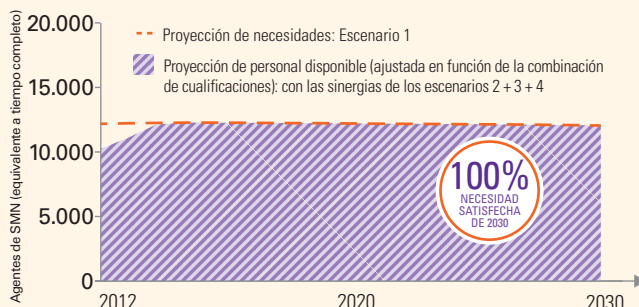 Agentes de SMN (equivalente a tiempo completo)
20.000
15.000
10.000
5.000
0
Proyección de necesidades: Escenario 1
Proyección de personal disponible (ajustada en función de la combinación
de cualificaciones): con las sinergias de los escenarios 2 + 3 + 4
100%
NECESIDAD
SATISFECHA
DE 2030
2012
2020
2030